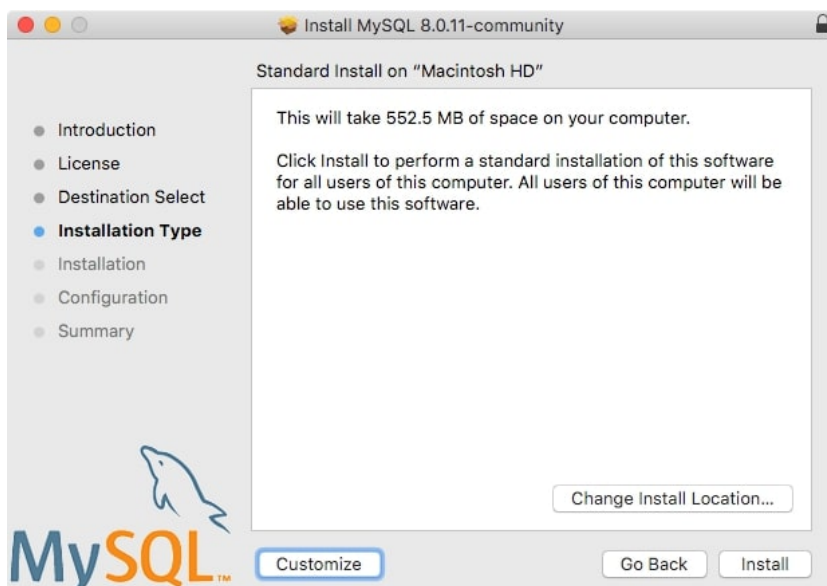 Install MySQL 8.0.11-community
Standard Install on "Macintosh HD"
Introduction
License
Destination Select
Installation Type
Installation
Configuration
Summary
This will take 552.5 MB of space on your computer.
Click Install to perform a standard installation of this software
for all users of this computer. All users of this computer will be
able to use this software.
Change Install Location...
MySQL™
Customize
Go Back
Install